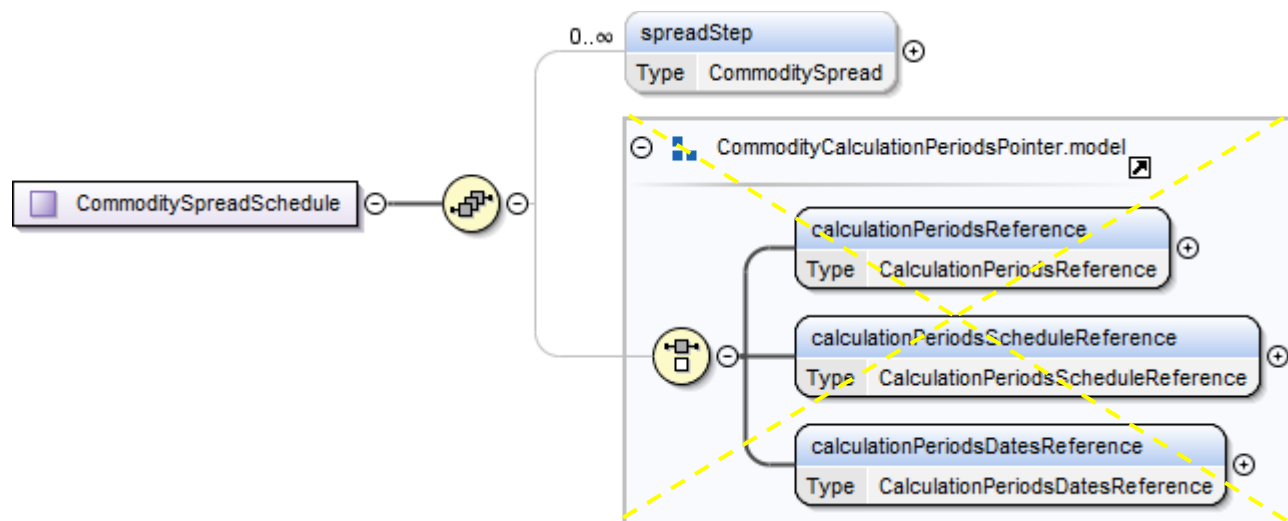 0..∞
spreadStep
Type CommoditySpread
CommodityCalculationPeriodsPointer.model
CommoditySpreadSchedule
calculationPeriodsReference
Type CalculationPeriodsReference
calculationPeriodsScheduleReference
Type CalculationPeriodsScheduleReference
calculationPeriodsDatesReference
Type CalculationPeriodsDatesReference